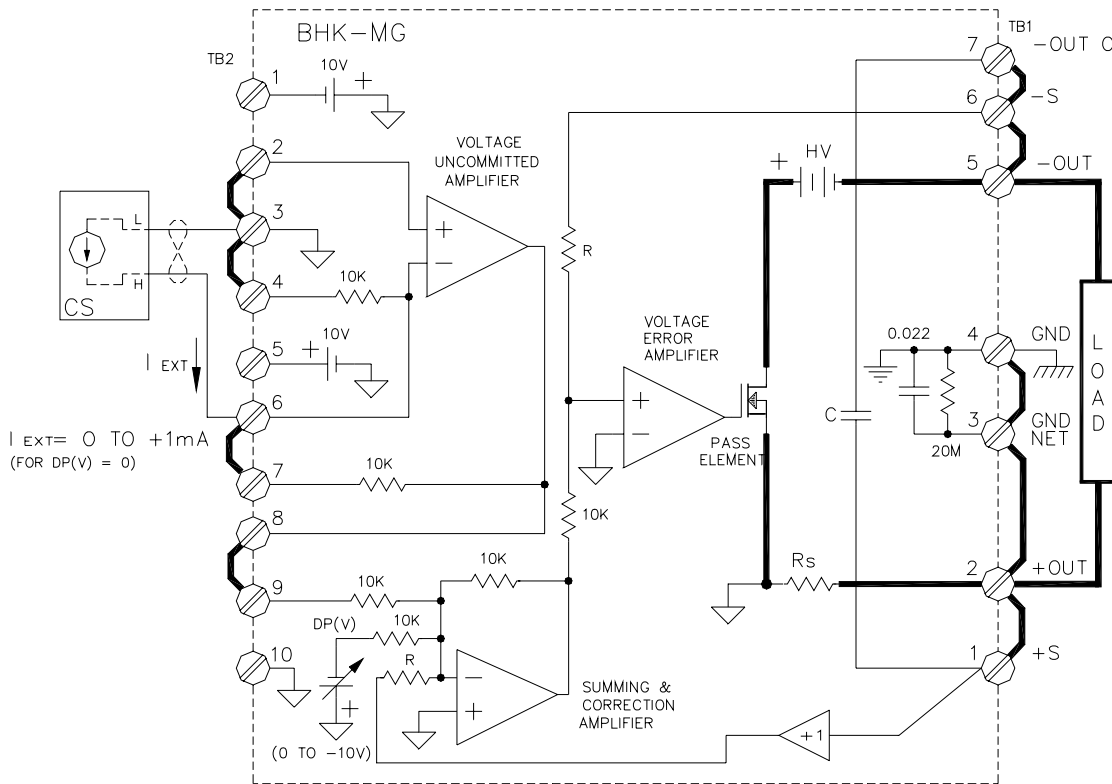 BHK-MG
TB2
TB1
1
10V
+
7
-OUT C
6
-S
VOLTAGE
UNCOMMITTED
AMPLIFIER
2
+
HV
5
-OUT
L
3
+
R
H
CS
4
10K
-
VOLTAGE
ERROR
AMPLIFIER
0.022
4
GND
L
O
A
D
5
+
10V
I EXT
6
+
-
C
3
GND
NET
PASS
ELEMENT
20M
I EXT= 0 TO +1mA
(FOR DP(V) = 0)
7
10K
8
10K
10K
Rs
2
+OUT
9
10K
DP(V)
10K
R
10
-
+
1
+S
SUMMING &
CORRECTION
AMPLIFIER
+
(0 TO -10V)
+1